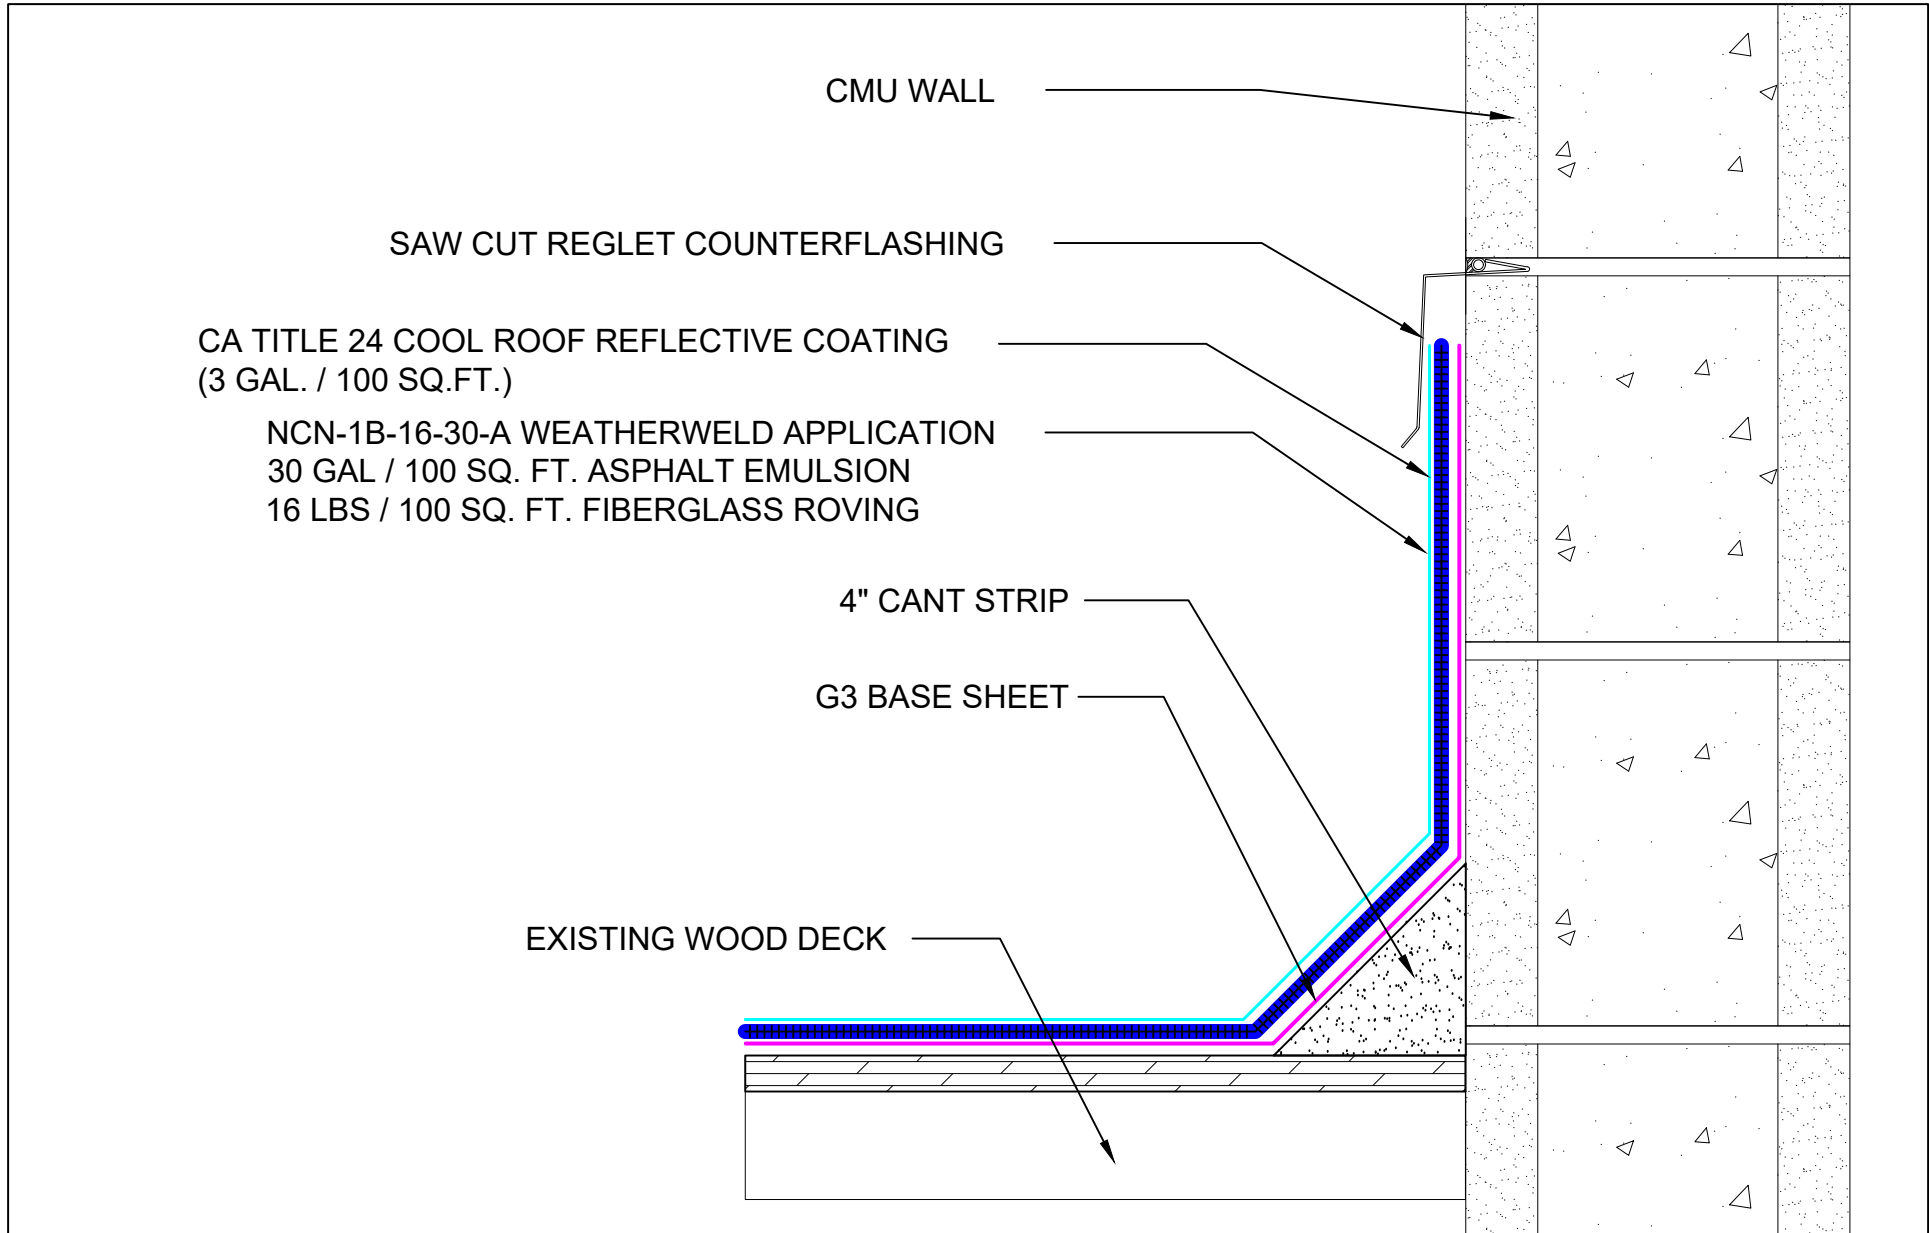 CMU WALL
SAW CUT REGLET COUNTERFLASHING
CA TITLE 24 COOL ROOF REFLECTIVE COATING
(3 GAL. / 100 SQ.FT.)
NCN-1B-16-30-A WEATHERWELD APPLICATION
30 GAL / 100 SQ. FT. ASPHALT EMULSION
16 LBS / 100 SQ. FT. FIBERGLASS ROVING
4" CANT STRIP
G3 BASE SHEET
EXISTING WOOD DECK